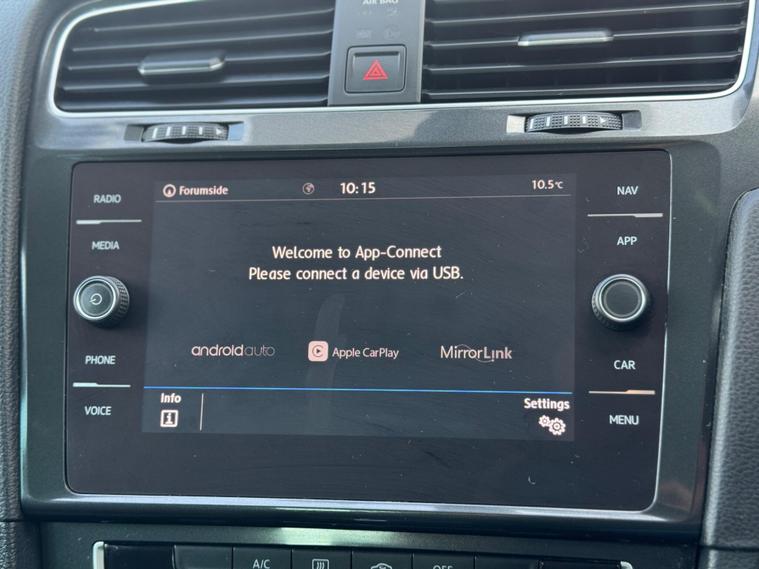 AIR BAG
RADIO
MEDIA
PHONE
VOICE
Forumside
10:15
10.5°C
Welcome to App-Connect
Please connect a device via USB.
androidauto
Apple CarPlay
MirrorLink
Info
Settings
NAV
APP
CAR
MENU
A/C
OFF